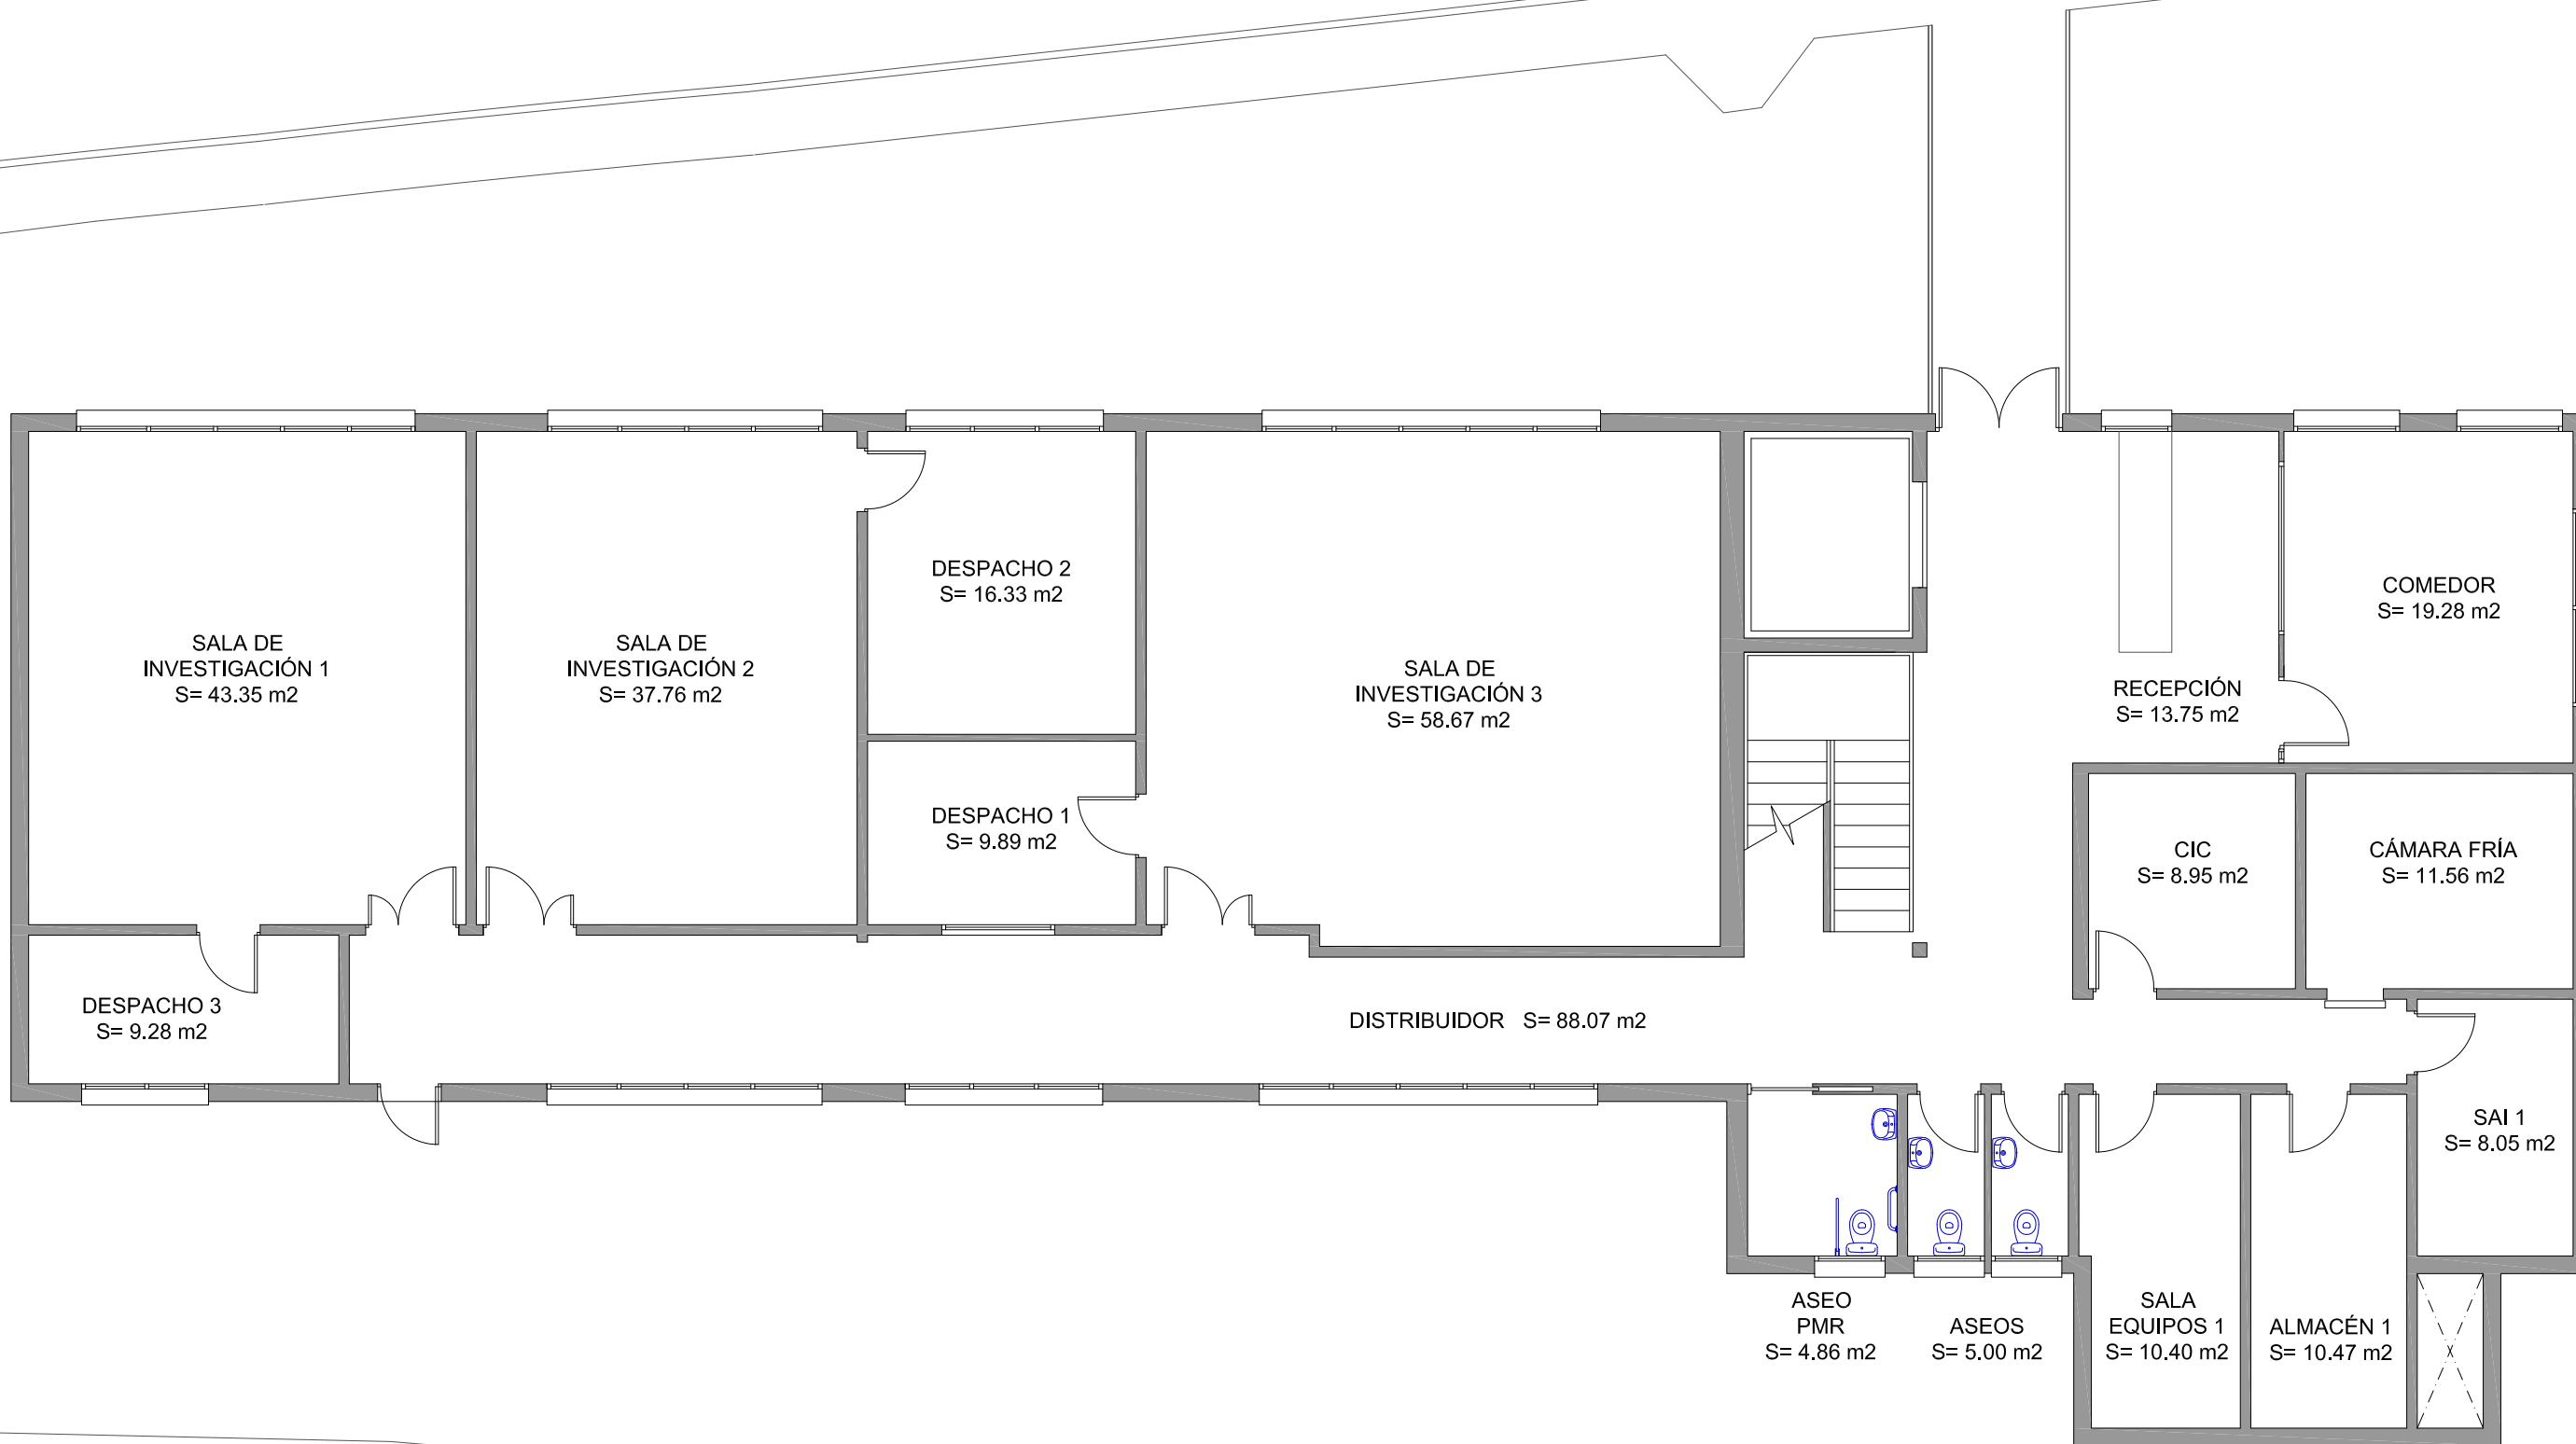 SALA DE
INVESTIGACIÓN 1
S= 43.35 m2
SALA DE
INVESTIGACIÓN 2
S= 37.76 m2
DESPACHO 2
S= 16.33 m2
DESPACHO 1
S= 9.89 m2
SALA DE
INVESTIGACIÓN 3
S= 58.67 m2
RECEPCIÓN
S= 13.75 m2
COMEDOR
S= 19.28 m2
CIC
S= 8.95 m2
CÁMARA FRÍA
S= 11.56 m2
DESPACHO 3
S= 9.28 m2
DISTRIBUIDOR S= 88.07 m2
SAI 1
S= 8.05 m2
ASEO
PMR
S= 4.86 m2
ASEOS
S= 5.00 m2
SALA
EQUIPOS 1
S= 10.40 m2
ALMACÉN 1
S= 10.47 m2